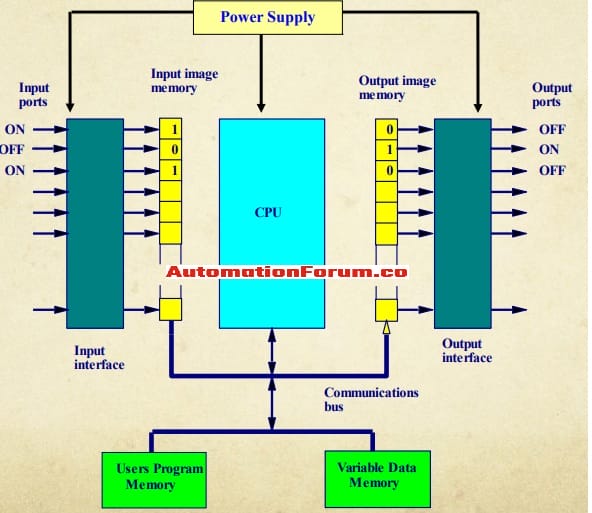 Power Supply
Input
ports
Input image
memory
Output image
memory
Output
ports
ON
1
0
OFF
OFF
0
1
ON
ON
1
0
OFF
CPU
AutomationForum.co
Input
interface
Output
interface
Communications
bus
Users Program
Memory
Variable Data
Memory